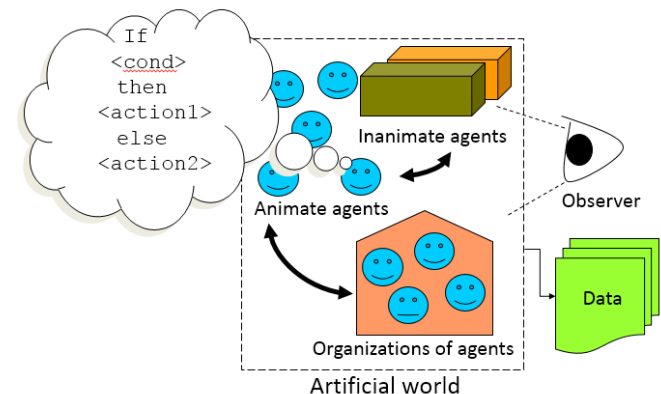 If
<cond>
then
<action1>
else
<action2>
Inanimate agents
Animate agents
Observer
Data
Organizations of agents
Artificial world